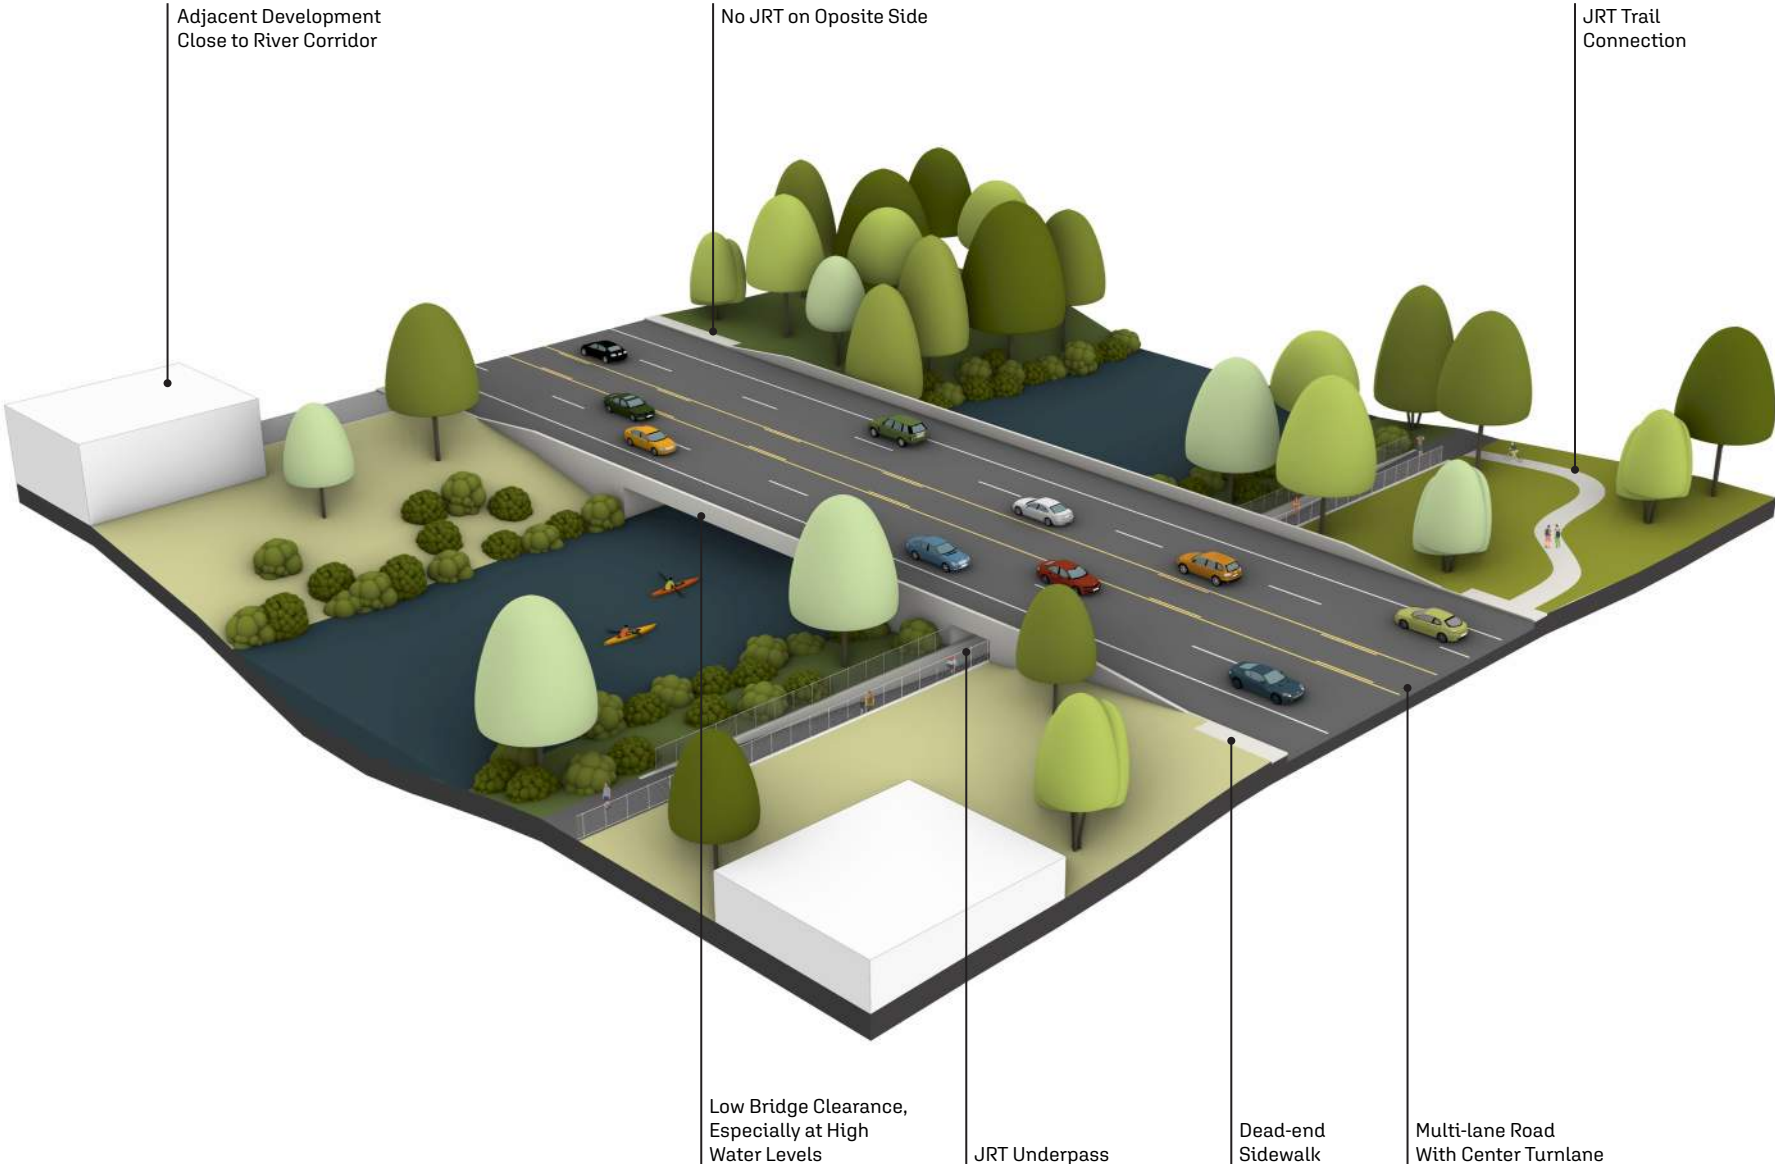 Adjacent Development
Close to River Corridor
No JRT on Oposite Side
JRT Trail
Connection
Low Bridge Clearance,
Especially at High
Water Levels
JRT Underpass
Dead-end
Sidewalk
Multi-lane Road
With Center Turnlane